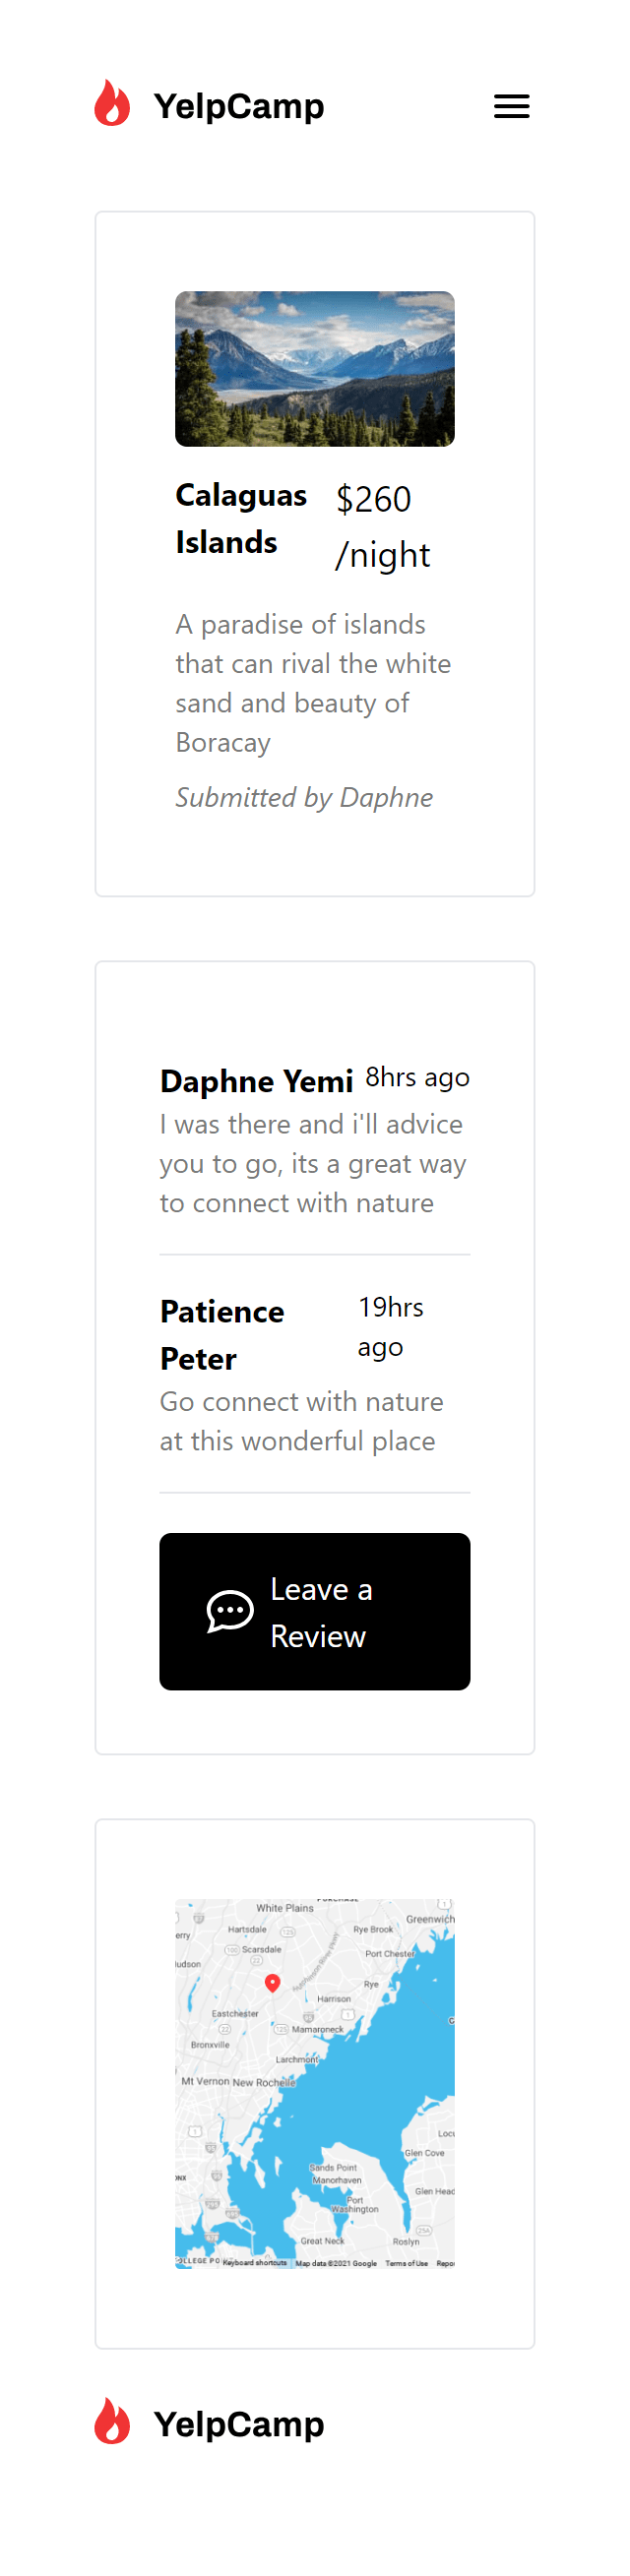 YelpCamp
Calaguas
Islands
$260
/night
A paradise of islands
that can rival the white
sand and beauty of
Boracay
Submitted by Daphne
Daphne Yemi 8hrs ago
I was there and i'll advice
you to go, its a great way
to connect with nature
Patience
Peter
19hrs
ago
Go connect with nature
at this wonderful place
Leave a
Review
White Plains
Greenwich
Hartsdale
Rye Brook
Scarsdale
Port Chester
Rye
Harrison
Eastchester
Mamaroneck
Bronxville
Larchmont
Mt Vernon New Rochelle
Glen Cove
Sands Point
Manorhaven
Glen Head
Port
Washington
Great Neck
Roslyn
Keyboard shortcuts Map data ©2021 Google Terms of Use
YelpCamp